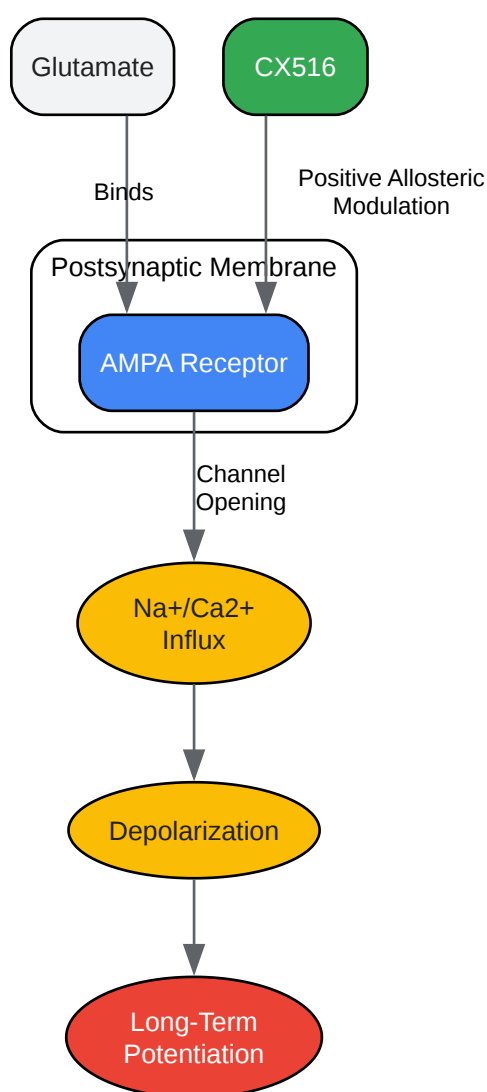 Glutamate
CX516
Binds
Positive Allosteric
Modulation
Postsynaptic Membrane
AMPA Receptor
Channel
Opening
Na+/Ca2+
Influx
Depolarization
Long-Term
Potentiation